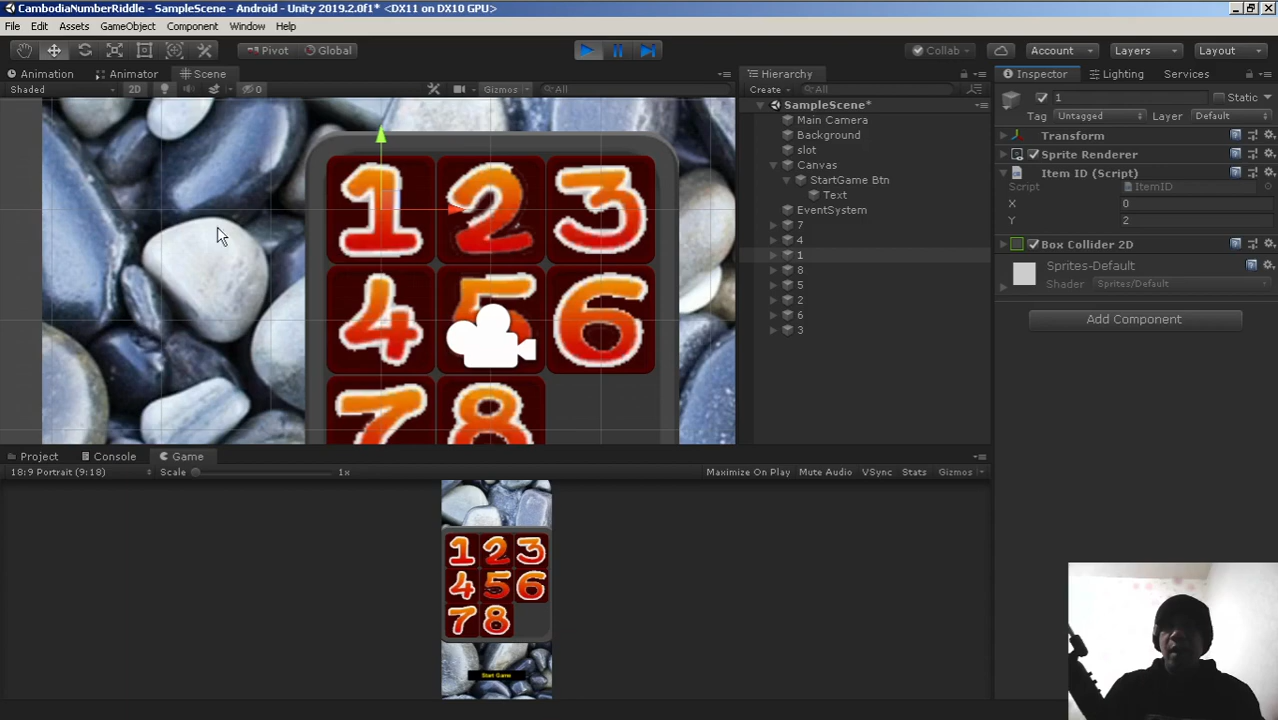 CambodiaNumberRiddle - SampleScene - Android - Unity 2019.2.0f1* <DX11 on DX10 GPU>
File Edit Assets GameObject Component Window Help
Pivot Global Collab Account Layers Layout
Animation Animator Scene
Shaded 2D 0 Gizmos All
Hierarchy
Create All
SampleScene*
Main Camera
Background
slot
Canvas
StartGame Btn
Text
EventSystem
7
4
1
8
5
2
6
3
Inspector Lighting Services
1 Static
Tag Untagged Layer Default
Transform
Sprite Renderer
Item ID (Script)
Script ItemID
X 0
Y 2
Box Collider 2D
Sprites-Default
Shader Sprites/Default
Add Component
1 2 3
4 5 6
7 8
Project Console Game
18:9 Portrait (9:18) Scale 1x Maximize On Play Mute Audio VSync Stats Gizmos
1 2 3
4 5 6
7 8
Start Game